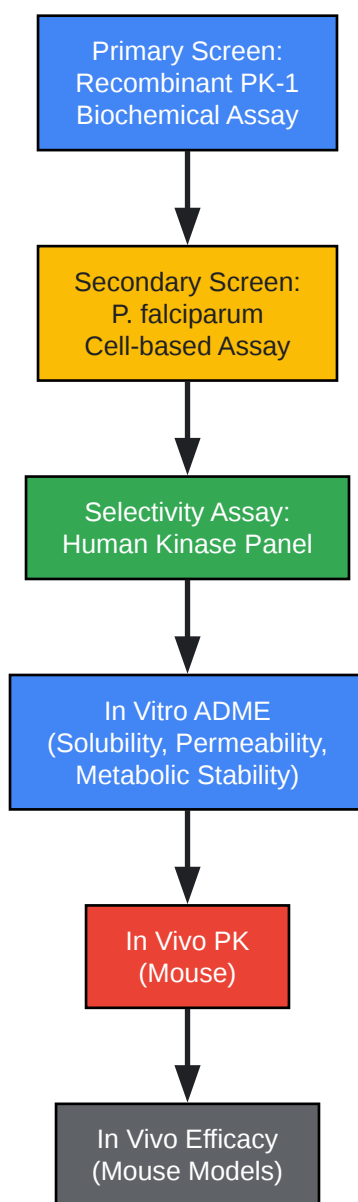 Primary Screen:
Recombinant PK-1
Biochemical Assay
Secondary Screen:
P. falciparum
Cell-based Assay
Selectivity Assay:
Human Kinase Panel
In Vitro ADME
(Solubility, Permeability,
Metabolic Stability)
In Vivo PK
(Mouse)
In Vivo Efficacy
(Mouse Models)